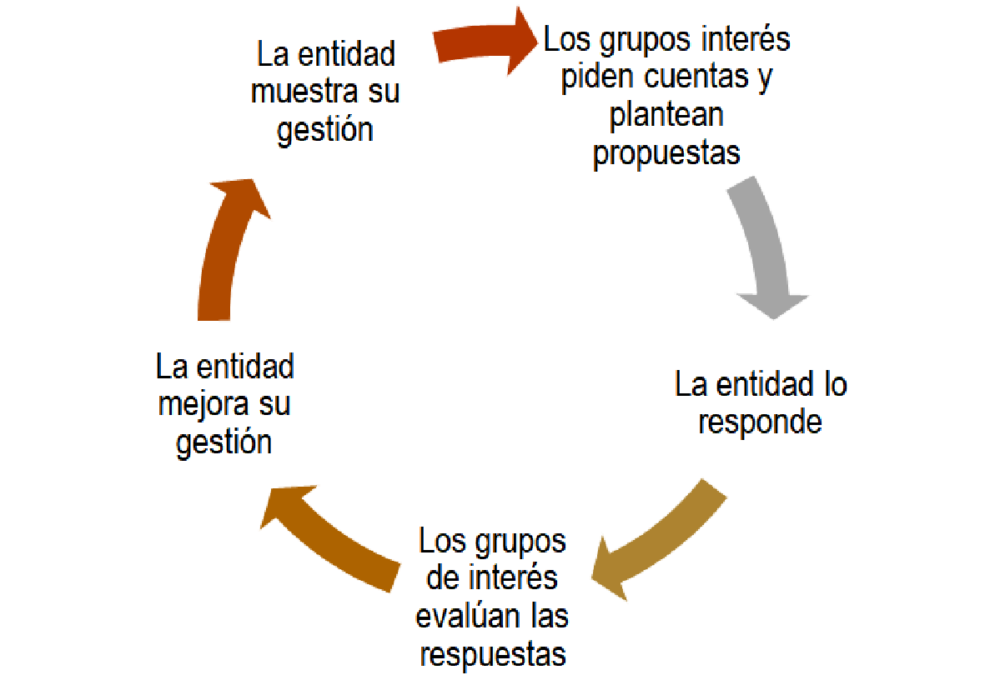 La entidad
muestra su
gestión
Los grupos interés
piden cuentas y
plantean
propuestas
La entidad lo
responde
Los grupos
de interés
evalúan las
respuestas
La entidad
mejora su
gestión